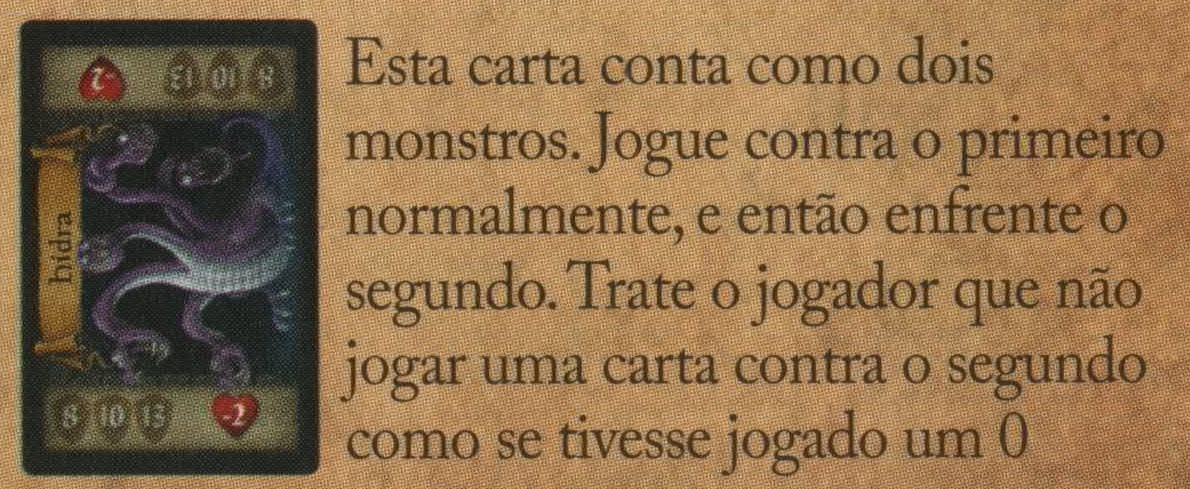 -2 8 10 13
hidra
8 10 13 -2
Esta carta conta como dois
monstros. Jogue contra o primeiro
normalmente, e então enfrente o
segundo. Trate o jogador que não
jogar uma carta contra o segundo
como se tivesse jogado um 0